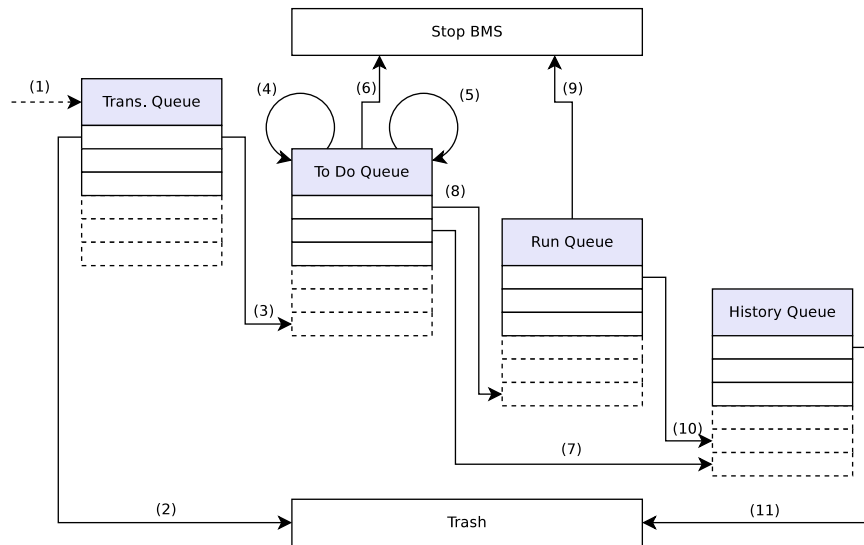 Stop BMS
(1)
(4)
(6)
(5)
(9)
Trans. Queue
To Do Queue
(8)
Run Queue
(3)
History Queue
(10)
(7)
(2)
Trash
(11)